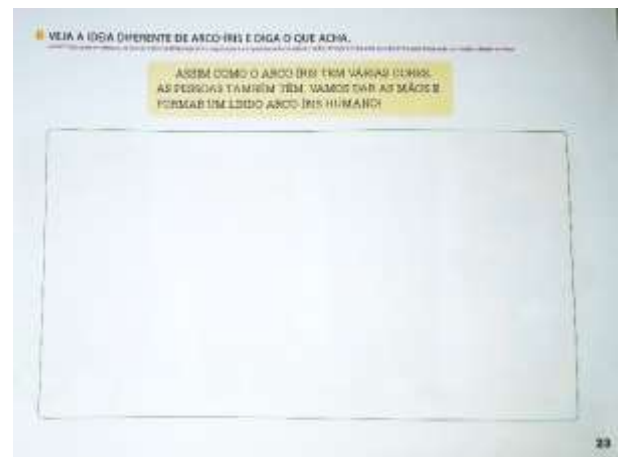 VEJA A IDEIA DIFERENTE DE ARCO-ÍRIS E DIGA O QUE ACHA.
ASSIM COMO O ARCO-ÍRIS TEM VÁRIAS CORES,
AS PESSOAS TAMBÉM TÊM. VAMOS DAR AS MÃOS E
FORMAR UM LINDO ARCO-ÍRIS HUMANO!
23